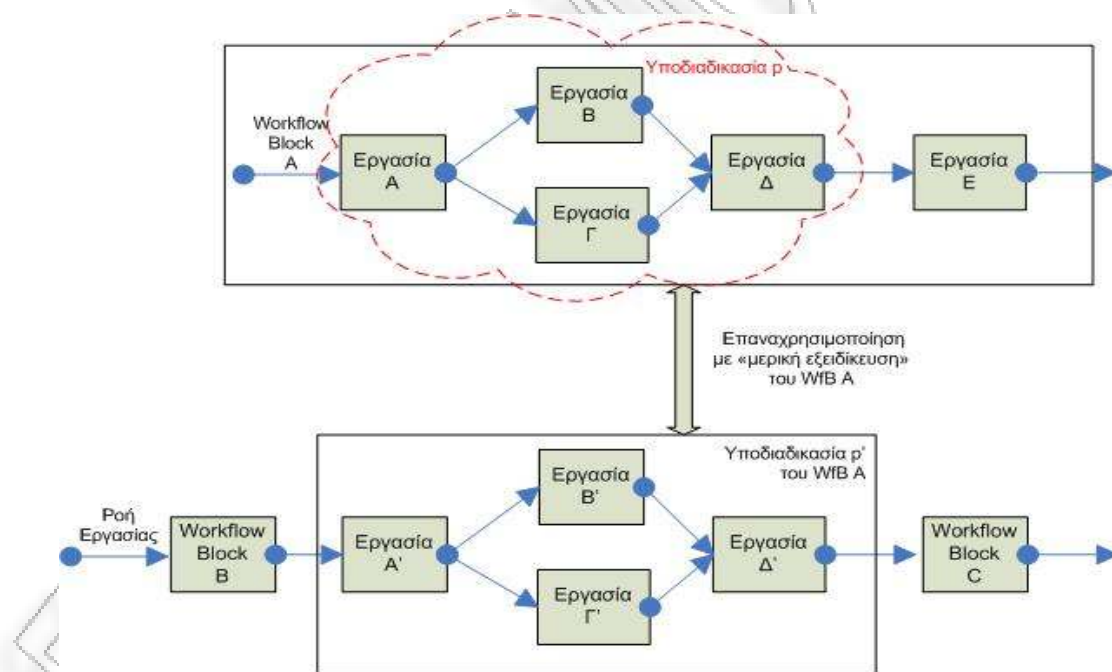 Υποδιαδικασία p
Workflow
Block
A
Εργασία
Α
Εργασία
Β
Εργασία
Γ
Εργασία
Δ
Εργασία
Ε
Επαναχρησιμοποίηση
με «μερική εξειδίκευση»
του WfB A
Υποδιαδικασία p'
του WfB A
Ροή
Εργασίας
Workflow
Block
B
Εργασία
Α'
Εργασία
Β'
Εργασία
Γ'
Εργασία
Δ'
Workflow
Block
C